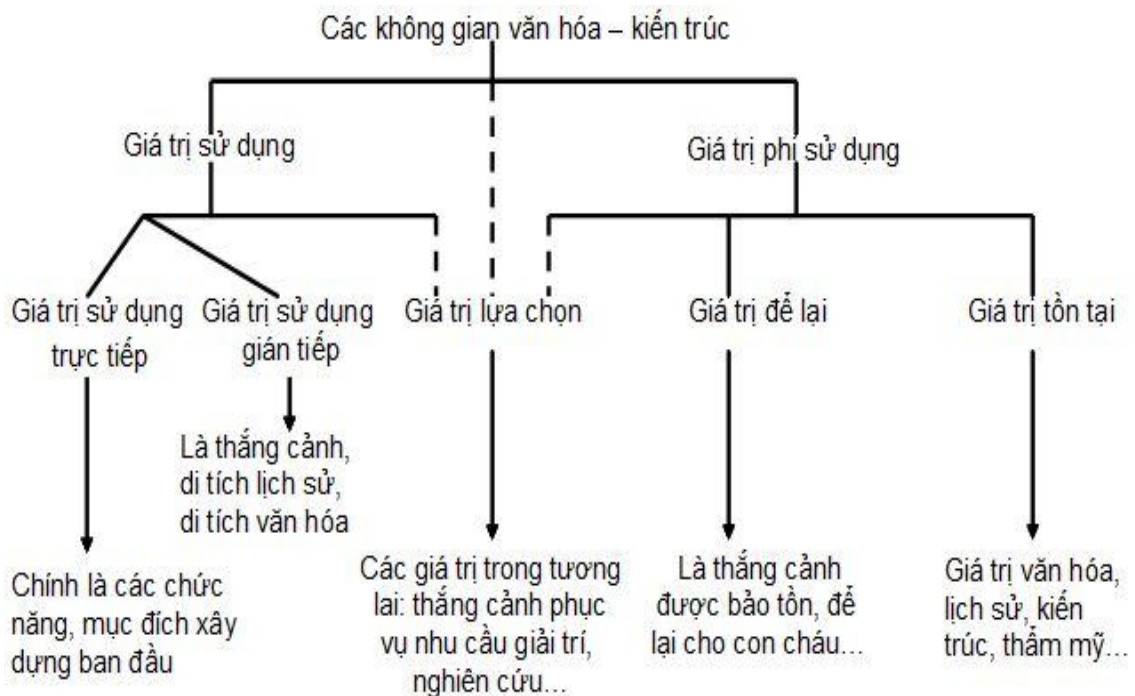 Các không gian văn hóa – kiến trúc
Giá trị sử dụng
Giá trị phí sử dụng
Giá trị sử dụng
trực tiếp
Giá trị sử dụng
gián tiếp
Giá trị lựa chọn
Giá trị để lại
Giá trị tồn tại
Là thắng cảnh,
di tích lịch sử,
di tích văn hóa
Chính là các chức
năng, mục đích xây
dựng ban đầu
Các giá trị trong tương
lai: thắng cảnh phục
vụ nhu cầu giải trí,
nghiên cứu...
Là thắng cảnh
được bảo tồn, để
lại cho con cháu...
Giá trị văn hóa,
lịch sử, kiến
trúc, thẩm mỹ...